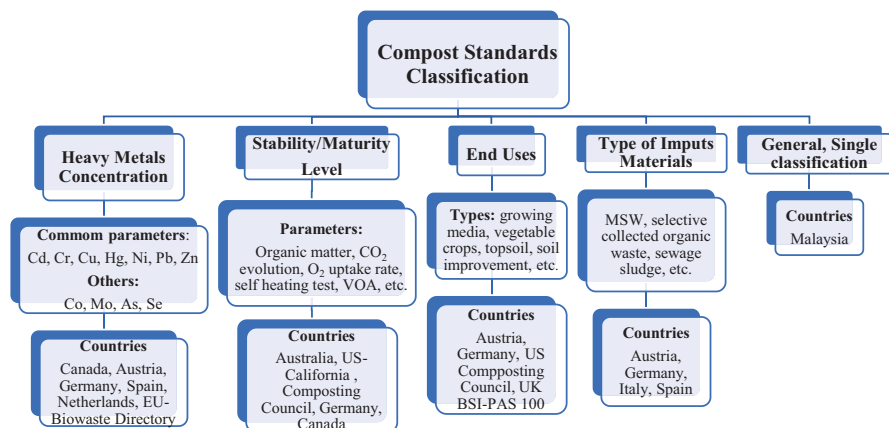 Compost Standards
Classification
Heavy Metals
Concentration
Commom parameters:
Cd, Cr, Cu, Hg, Ni, Pb, Zn
Others:
Co, Mo, As, Se
Countries
Canada, Austria,
Germany, Spain,
Netherlands, EU-
Biowaste Directory
Stability/Maturity
Level
Parameters:
Organic matter, CO2
evolution, O2 uptake rate,
self heating test, VOA, etc.
Countries
Australia, US-
California ,
Composting
Council, Germany,
Canada
End Uses
Types: growing
media, vegetable
crops, topsoil, soil
improvement, etc.
Countries
Austria,
Germany, US
Compposting
Council, UK
BSI-PAS 100
Type of Imputs
Materials
MSW, selective
collected organic
waste, sewage
sludge, etc.
Countries
Austria,
Germany,
Italy, Spain
General, Single
classification
Countries
Malaysia